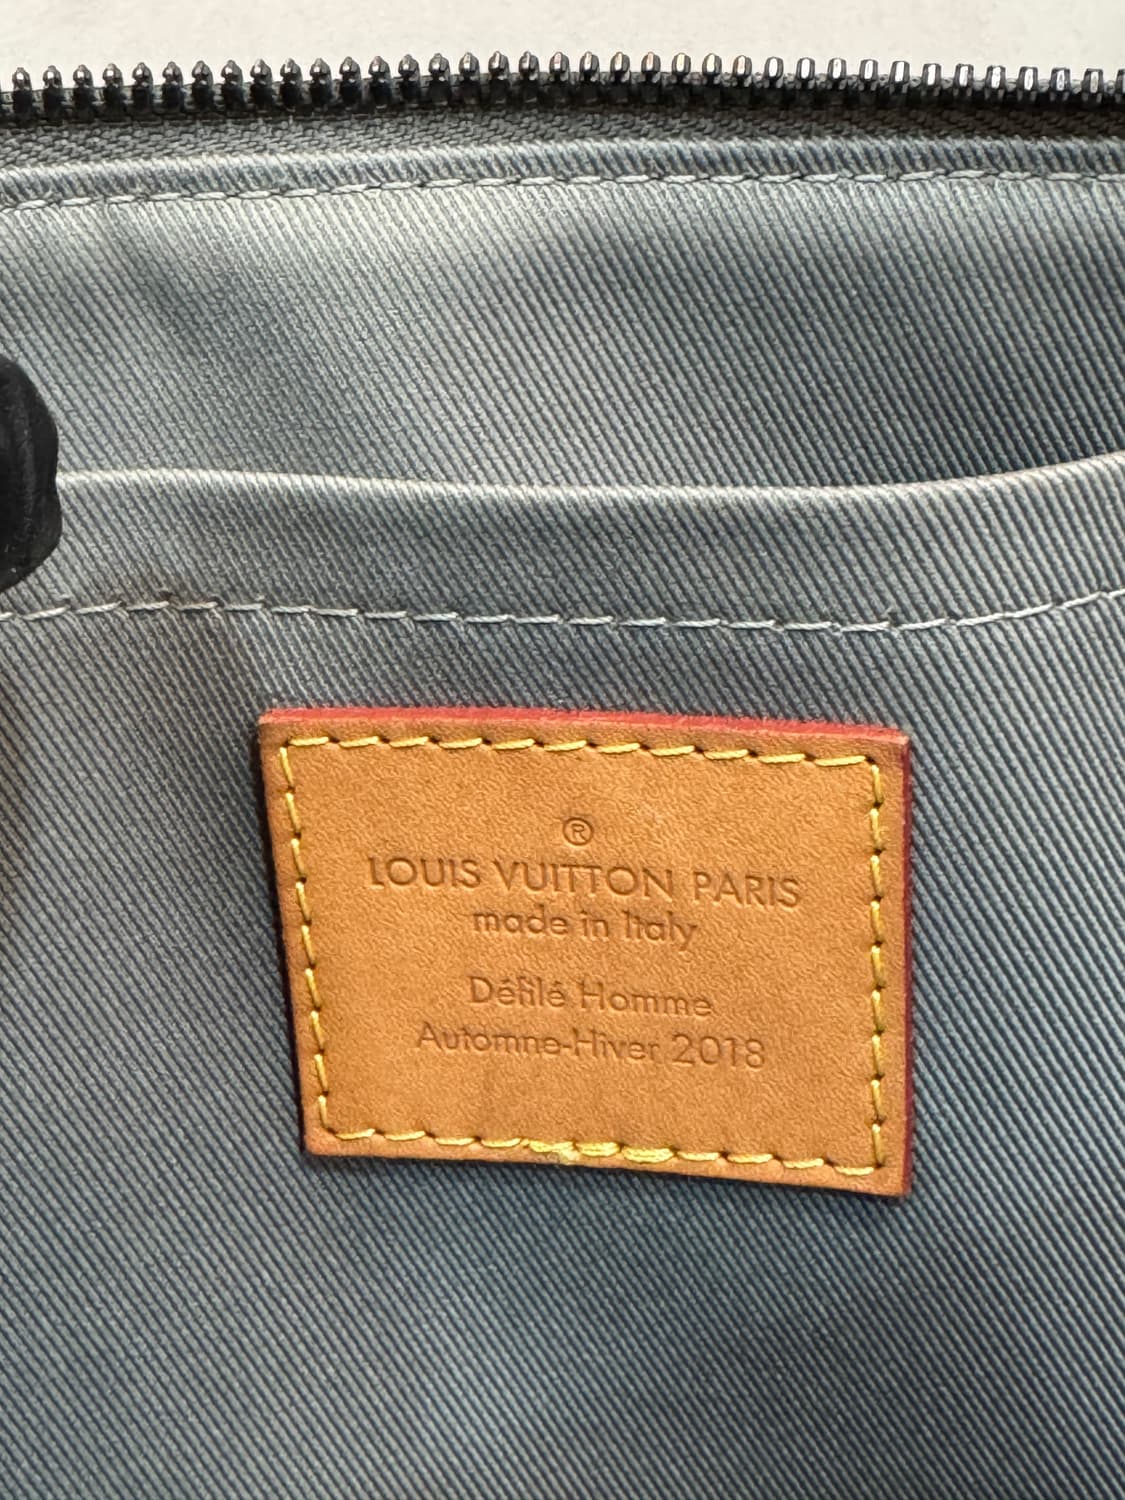 ®
LOUIS VUITTON PARIS
made in Italy
Défilé Homme
Automne-Hiver 2018